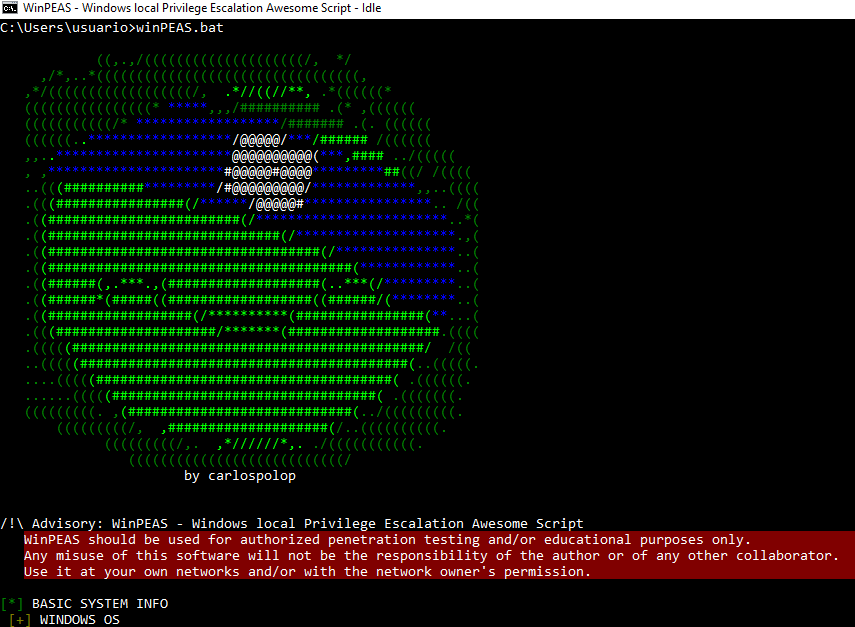 WinPEAS - Windows local Privilege Escalation Awesome Script - Idle
C:\Users\usuario>winPEAS.bat
by carlospolop
/!\ Advisory: WinPEAS - Windows local Privilege Escalation Awesome Script
WinPEAS should be used for authorized penetration testing and/or educational purposes only.
Any misuse of this software will not be the responsibility of the author or of any other collaborator.
Use it at your own networks and/or with the network owner's permission.
[*] BASIC SYSTEM INFO
[+] WINDOWS OS